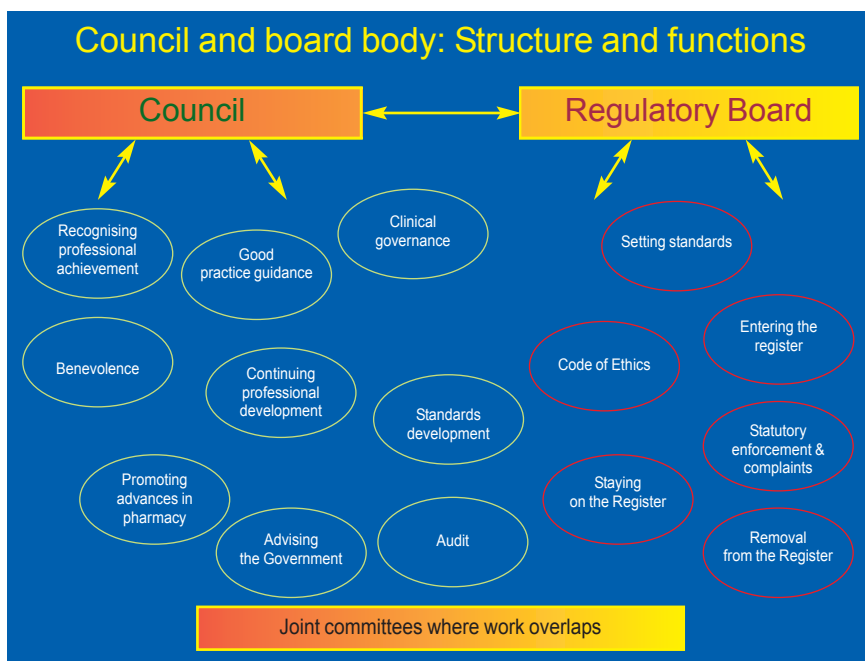 Council and board body: Structure and functions
Council
Regulatory Board
Recognising
professional
achievement
Good
practice guidance
Clinical
governance
Setting standards
Benevolence
Continuing
professional
development
Standards
development
Code of Ethics
Entering the
register
Promoting
advances in
pharmacy
Advising
the Government
Audit
Staying
on the Register
Statutory
enforcement &
complaints
Removal
from the Register
Joint committees where work overlaps